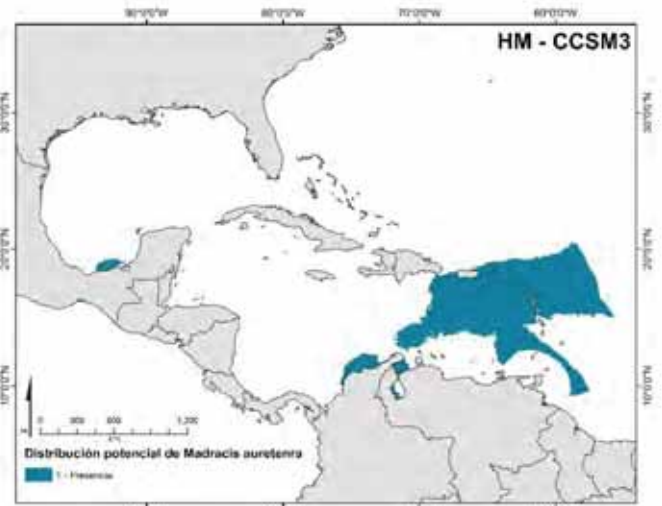 90°0'0"W 80°0'0"W 70°0'0"W 60°0'0"W
HM - CCSM3
30°0'0"N 30°0'0"N
20°0'0"N 20°0'0"N
10°0'0"N 10°0'0"N
0 300 600 1,200
Distribución potencial de Madracis auretenra
1 - Presencia